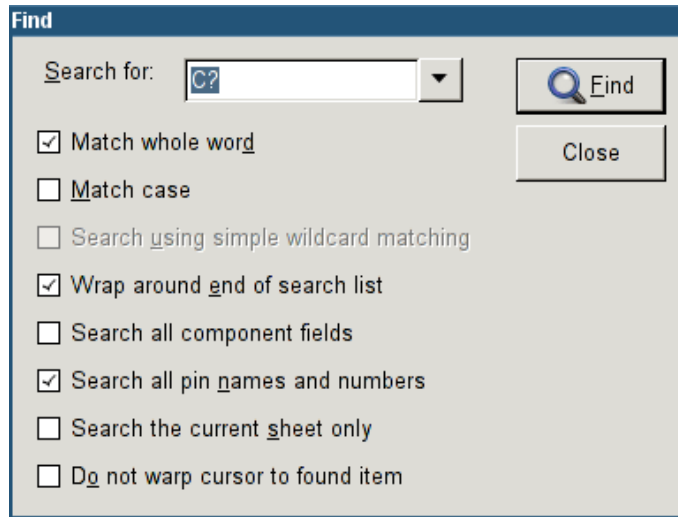 Find
Search for: C? Find
Match whole word
Close
Match case
Search using simple wildcard matching
Wrap around end of search list
Search all component fields
Search all pin names and numbers
Search the current sheet only
Do not warp cursor to found item